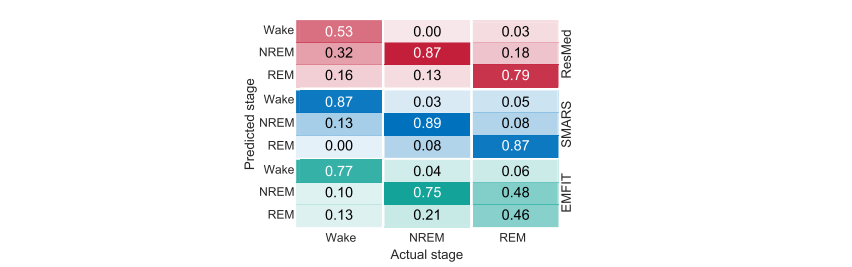 Wake 0.53 0.00 0.03
NREM 0.32 0.87 0.18
REM 0.16 0.13 0.79
ResMed
Wake 0.87 0.03 0.05
NREM 0.13 0.89 0.08
REM 0.00 0.08 0.87
SMARS
Wake 0.77 0.04 0.06
NREM 0.10 0.75 0.48
REM 0.13 0.21 0.46
EMFIT
Predicted stage
Wake NREM REM
Actual stage